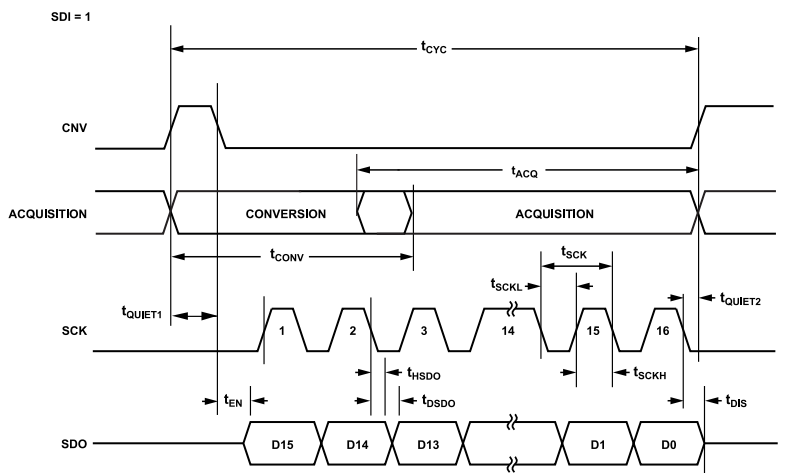 SDI = 1
tCYC
CNV
tACQ
ACQUISITION CONVERSION ACQUISITION
tCONV tSCK
tSCKL
tQUIET1 tQUIET2
SCK 1 2 3 14 15 16
tHSDO tSCKH
tEN tDSDO tDIS
SDO D15 D14 D13 D1 D0